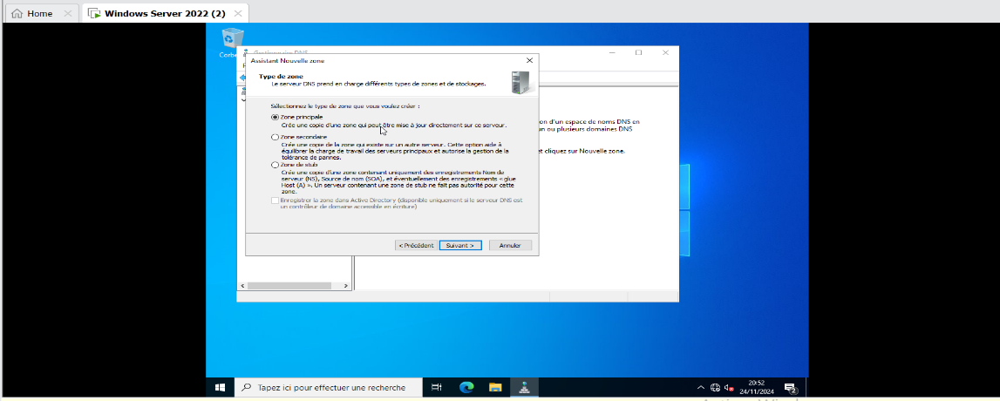 Home
Windows Server 2022 (2)
Corbe
Gestionnaire DNS
Assistant Nouvelle zone
Type de zone
Le serveur DNS prend en charge différents types de zones et de stockages.
Sélectionnez le type de zone que vous voulez créer :
Zone principale
Crée une copie d'une zone qui peut être mise à jour directement sur ce serveur.
Zone secondaire
Crée une copie de la zone qui existe sur un autre serveur. Cette option aide à
équilibrer la charge de travail des serveurs principaux et autorise la gestion de la
tolérance de pannes.
Zone de stub
Crée une copie d'une zone contenant uniquement des enregistrements Nom de
serveur (NS), Source de nom (SOA), et éventuellement des enregistrements « glue
Host (A) ». Un serveur contenant une zone de stub ne fait pas autorité pour cette
zone.
Enregistrer la zone dans Active Directory (disponible uniquement si le serveur DNS est
un contrôleur de domaine accessible en écriture)
< Précédent
Suivant >
Annuler
on d'un espace de noms DNS en
un ou plusieurs domaines DNS
et cliquez sur Nouvelle zone.
Tapez ici pour effectuer une recherche
20:52
24/11/2024
2